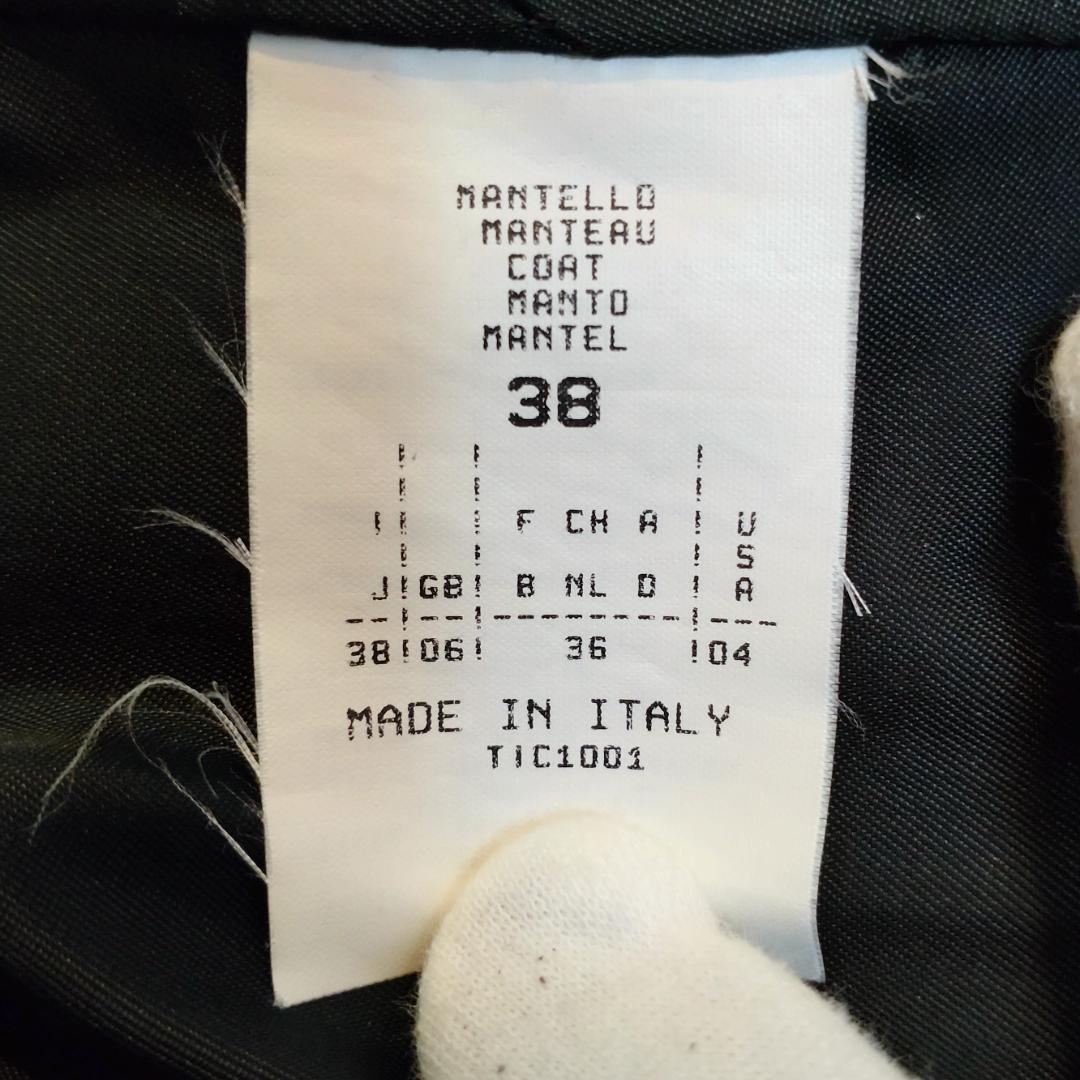 MANTELLO
MANTEAU
COAT
MANTO
MANTEL
38
I F CH A U
S
J GB B NL D A
38 06 36 04
MADE IN ITALY
TIC1001